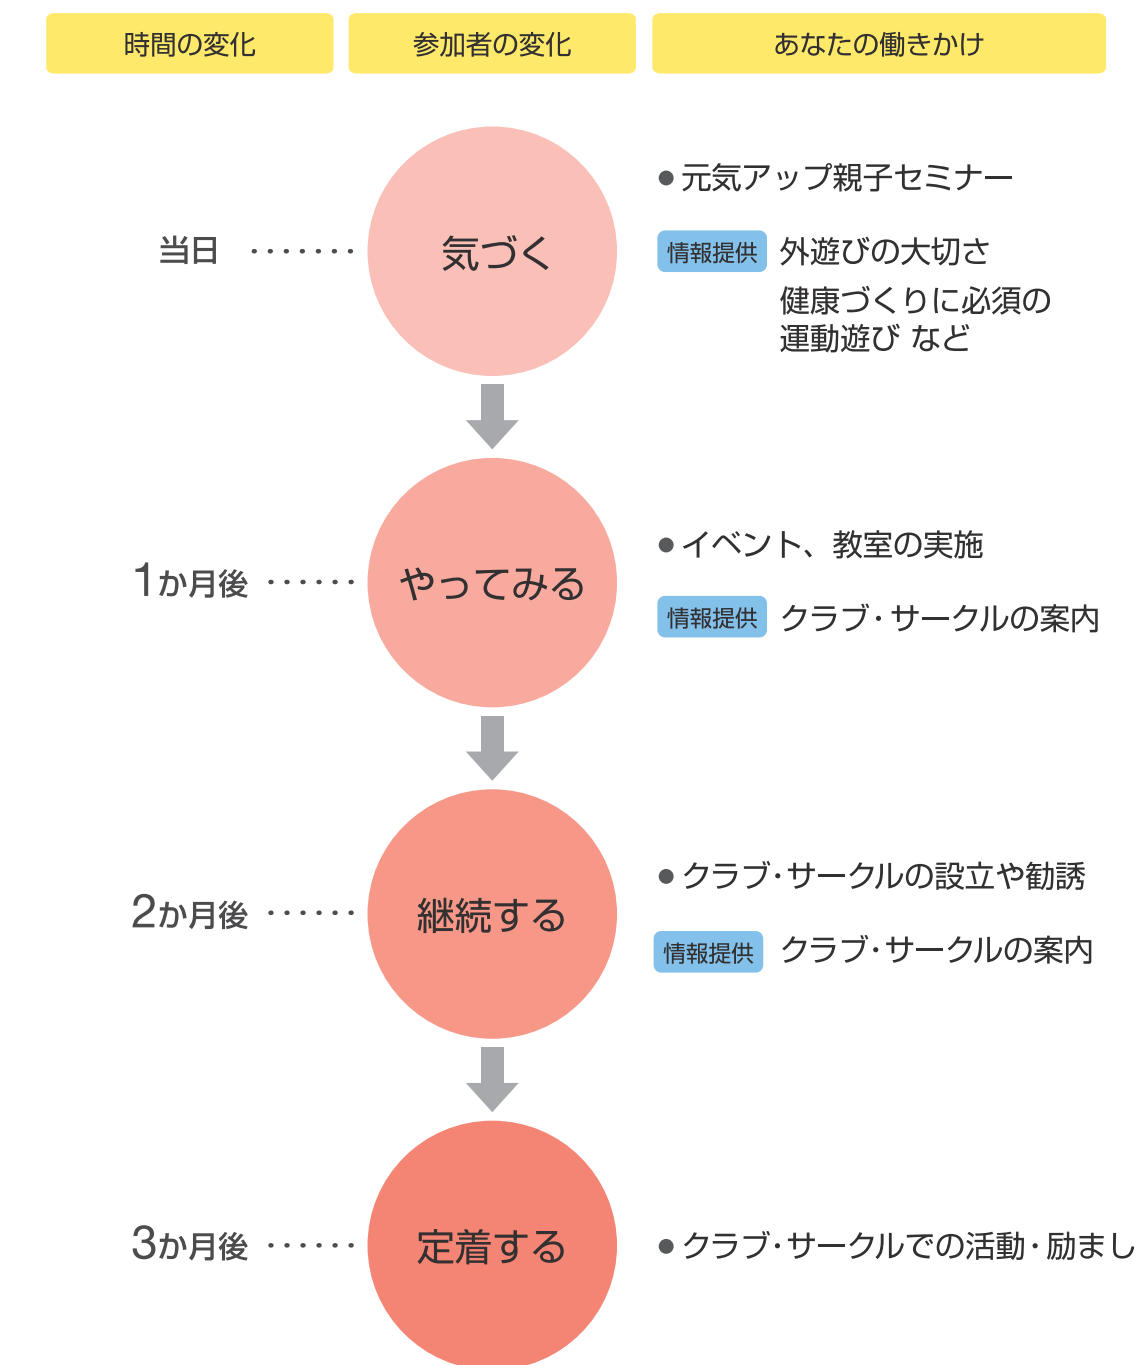 時間の変化
参加者の変化
あなたの働きかけ
当日 ・・・・・・・
気づく
●元気アップ親子セミナー
情報提供 外遊びの大切さ
健康づくりに必須の
運動遊び など
1か月後 ・・・・・・
やってみる
●イベント、教室の実施
情報提供 クラブ・サークルの案内
2か月後 ・・・・・・
継続する
●クラブ・サークルの設立や勧誘
情報提供 クラブ・サークルの案内
3か月後 ・・・・・・
定着する
●クラブ・サークルでの活動・励まし